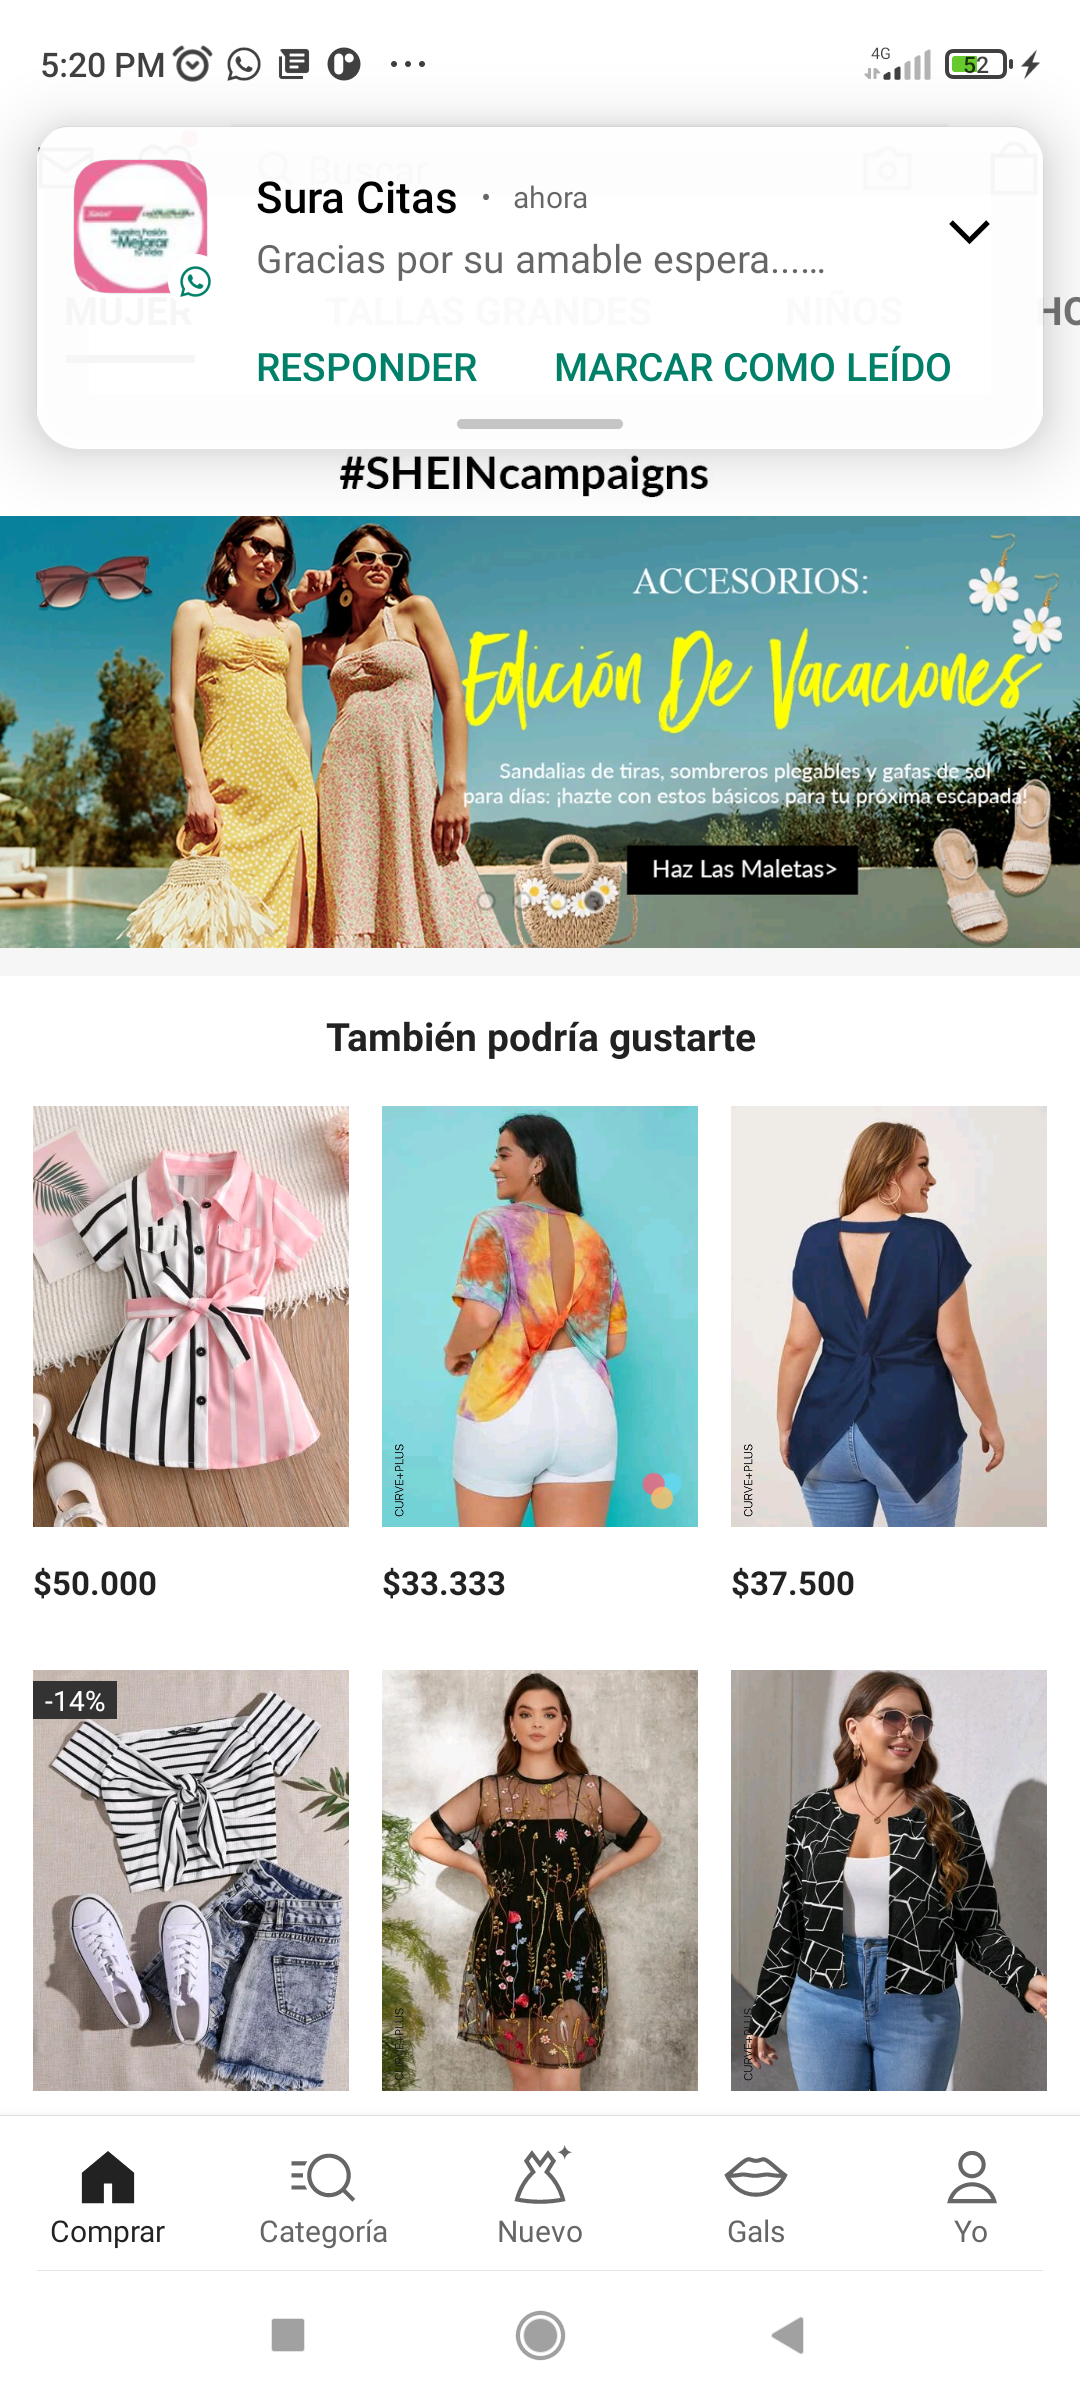 5:20 PM
4G
52
Buscar
Sura Citas • ahora
Gracias por su amable espera......
MUJER
TALLAS GRANDES
NIÑOS
HO
RESPONDER
MARCAR COMO LEÍDO
#SHEINcampaigns
ACCESORIOS:
Edición De Vacaciones
Sandalias de tiras, sombreros plegables y gafas de sol
para días: ¡hazte con estos básicos para tu próxima escapada!
Haz Las Maletas>
También podría gustarte
CURVE+PLUS
CURVE+PLUS
$50.000
$33.333
$37.500
-14%
CURVE+PLUS
CURVE+PLUS
Comprar
Categoría
Nuevo
Gals
Yo